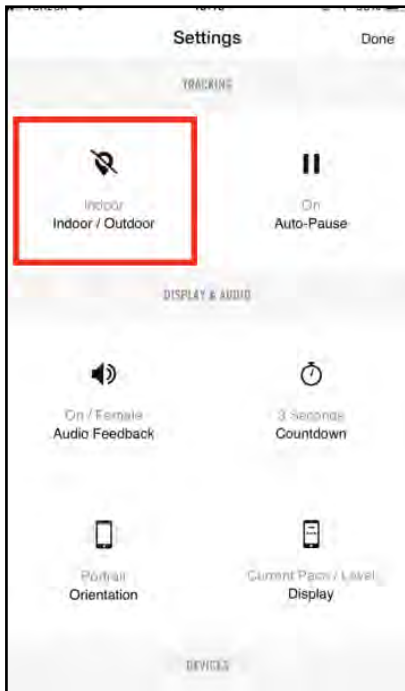 Settings Done
TRACKING
Indoor On
Indoor / Outdoor Auto-Pause
DISPLAY & AUDIO
On / Female 3 Seconds
Audio Feedback Countdown
Portrait Current Pace / Level
Orientation Display
DEVICES